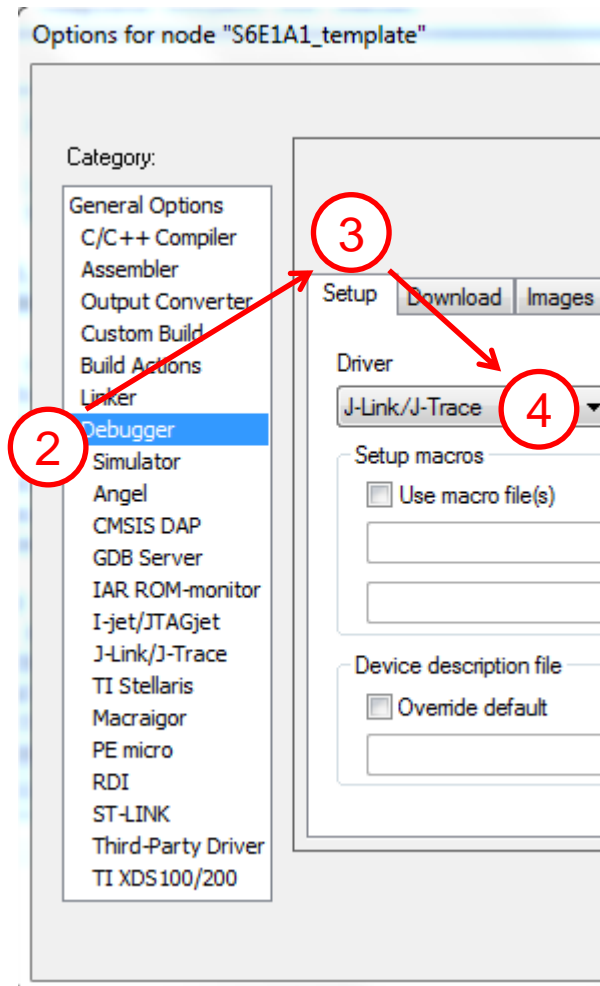 Options for node "S6E1A1_template"
Category:
General Options
C/C++ Compiler
Assembler
Output Converter
Custom Build
Build Actions
Linker
Debugger
Simulator
Angel
CMSIS DAP
GDB Server
IAR ROM-monitor
I-jet/JTAGjet
J-Link/J-Trace
TI Stellaris
Macraigor
PE micro
RDI
ST-LINK
Third-Party Driver
TI XDS100/200
2
3
Setup Download Images
Driver
J-Link/J-Trace
4
Setup macros
Use macro file(s)
Device description file
Override default